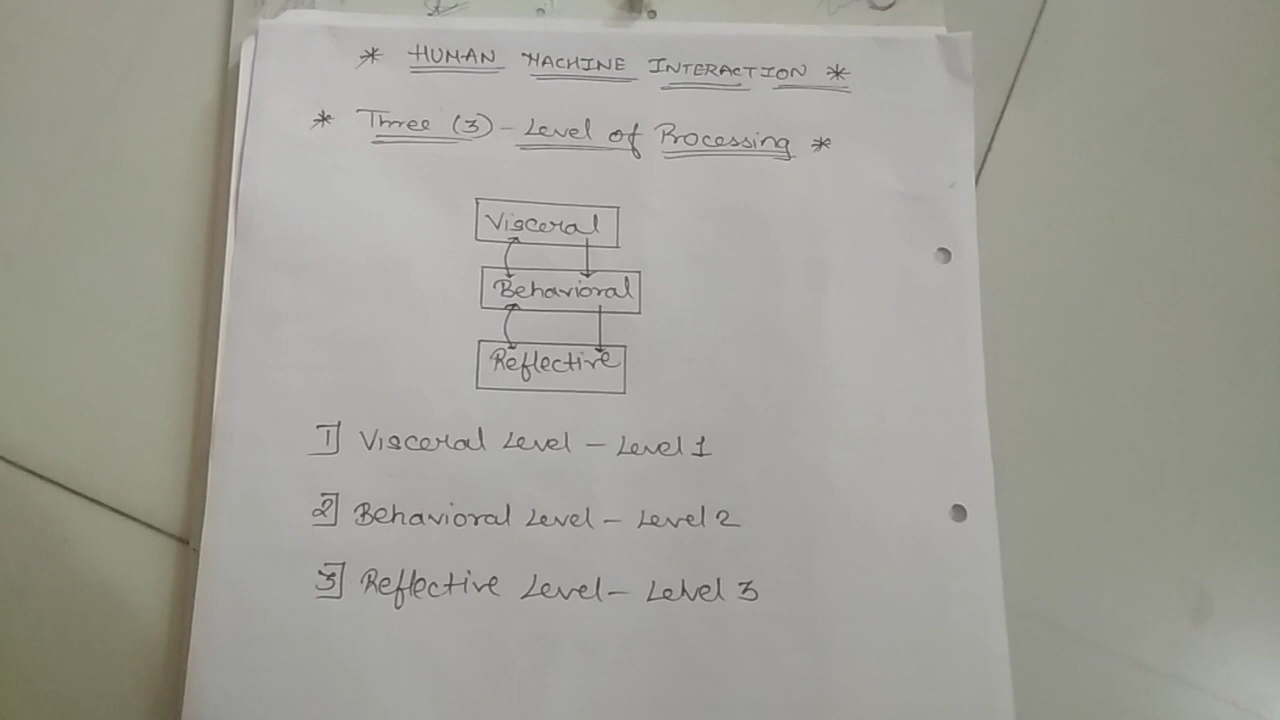 * HUMAN MACHINE INTERACTION *
* Three (3) - Level of Processing *
Visceral
Behavioral
Reflective
1] Visceral Level - Level 1
2] Behavioral Level - Level 2
3] Reflective Level - Level 3